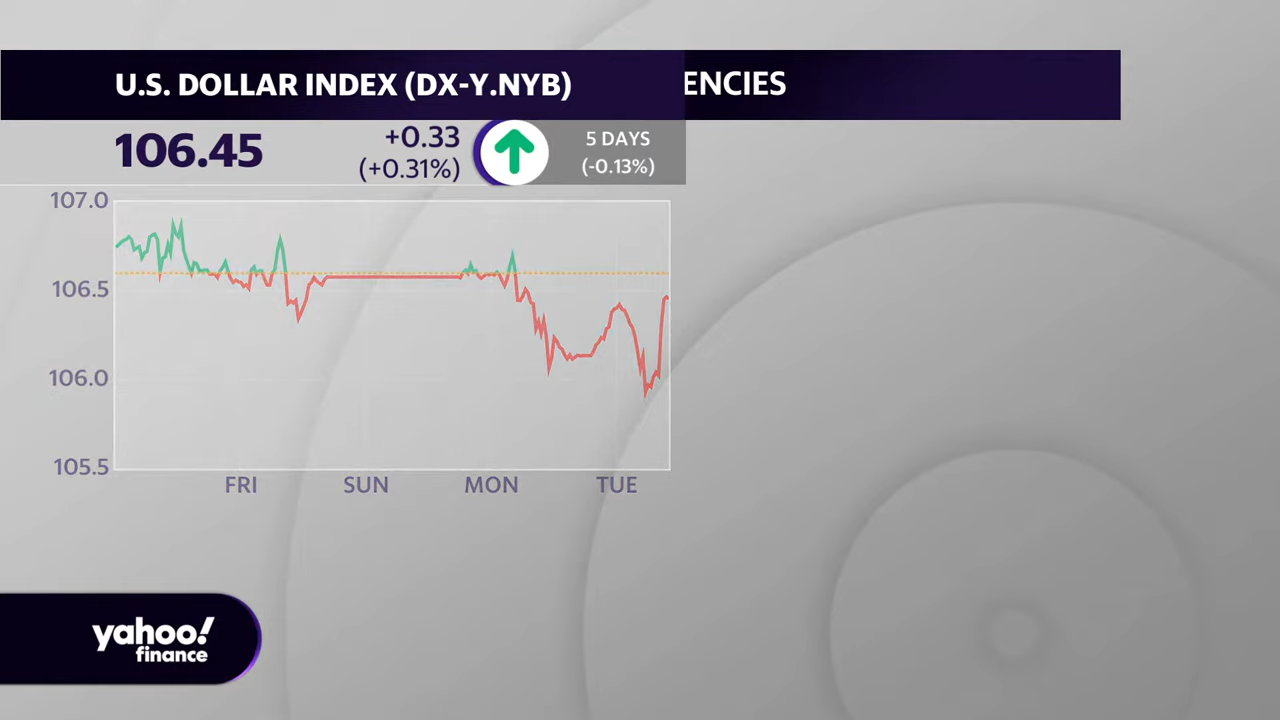 U.S. DOLLAR INDEX (DX-Y.NYB)
ENCIES
106.45
+0.33
(+0.31%)
5 DAYS
(-0.13%)
107.0
106.5
106.0
105.5
FRI SUN MON TUE
yahoo!
finance